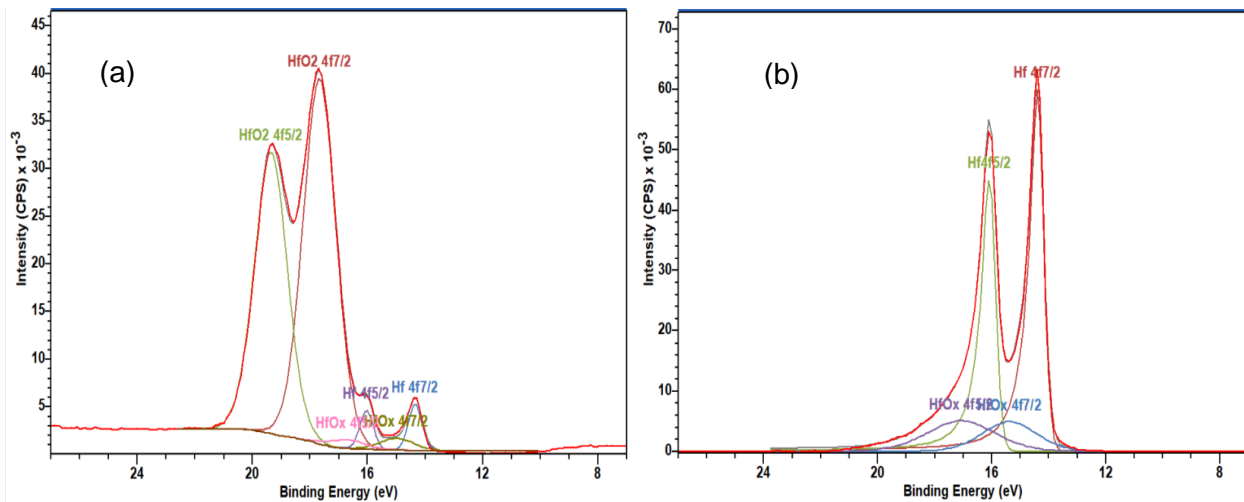 (a)
45
40
35
30
25
20
15
10
5
Intensity (CPS) x 10⁻³
HfO2 4f7/2
HfO2 4f5/2
Hf 4f5/2
Hf 4f7/2
HfOx 4f5/2
HfOx 4f7/2
24 20 16 12 8
Binding Energy (eV)
(b)
70
60
50
40
30
20
10
0
Intensity (CPS) x 10⁻³
Hf 4f7/2
Hf4f5/2
HfOx 4f5/2
HfOx 4f7/2
24 20 16 12 8
Binding Energy (eV)